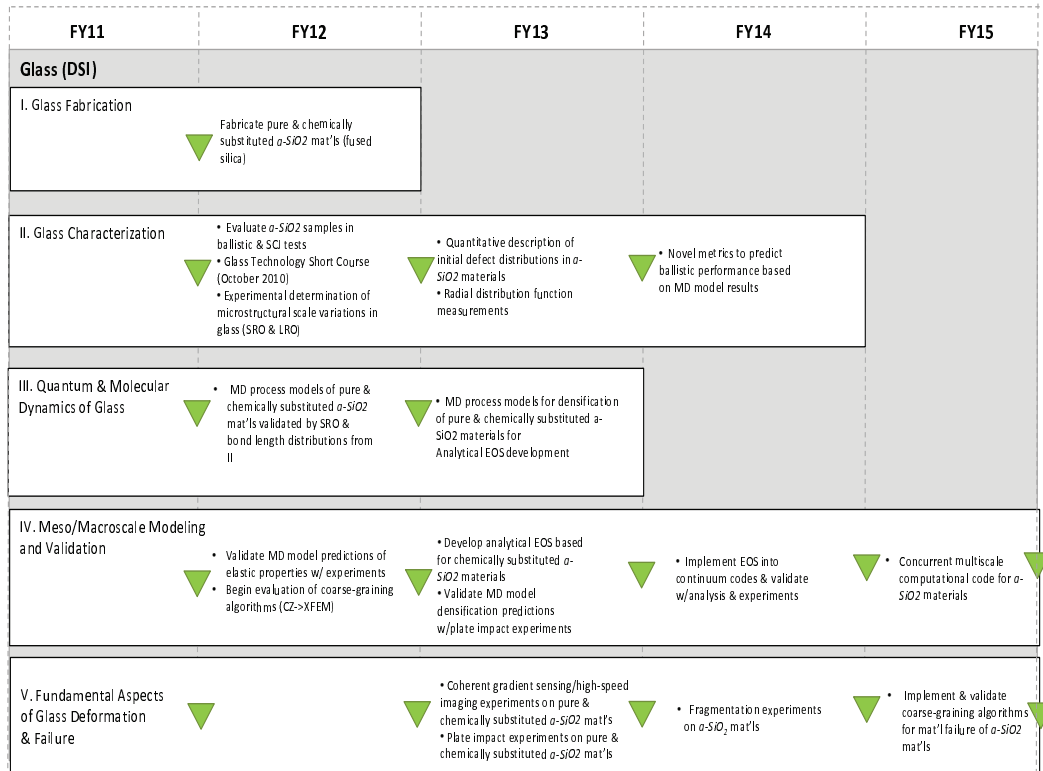 FY11 FY12 FY13 FY14 FY15
Glass (DSI)
I. Glass Fabrication
Fabricate pure & chemically
substituted a-SiO2 mat'ls (fused
silica)
II. Glass Characterization
• Evaluate a-SiO2 samples in
ballistic & SCJ tests
• Glass Technology Short Course
(October 2010)
• Experimental determination of
microstructural scale variations in
glass (SRO & LRO)
• Quantitative description of
initial defect distributions in a-
SiO2 materials
• Radial distribution function
measurements
• Novel metrics to predict
ballistic performance based
on MD model results
III. Quantum & Molecular
Dynamics of Glass
• MD process models of pure &
chemically substituted a-SiO2
mat'ls validated by SRO &
bond length distributions from
II
• MD process models for densification
of pure & chemically substituted a-
SiO2 materials for
Analytical EOS development
IV. Meso/Macroscale Modeling
and Validation
• Validate MD model predictions of
elastic properties w/ experiments
• Begin evaluation of coarse-graining
algorithms (CZ->XFEM)
• Develop analytical EOS based
for chemically substituted a-
SiO2 materials
• Validate MD model
densification predictions
w/plate impact experiments
• Implement EOS into
continuum codes & validate
w/analysis & experiments
• Concurrent multiscale
computational code for a-
SiO2 materials
V. Fundamental Aspects
of Glass Deformation
& Failure
• Coherent gradient sensing/high-speed
imaging experiments on pure &
chemically substituted a-SiO2 mat'ls
• Plate impact experiments on pure &
chemically substituted a-SiO2 mat'ls
• Fragmentation experiments
on a-SiO₂ mat'ls
• Implement & validate
coarse-graining algorithms
for mat'l failure of a-SiO2
mat'ls